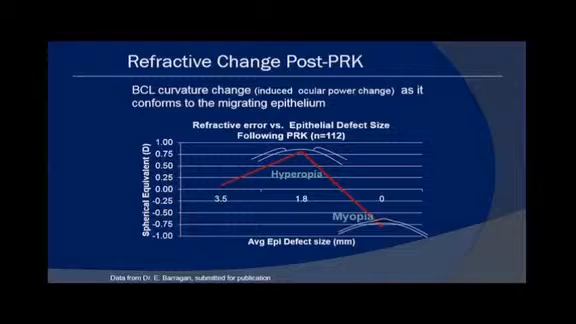 Refractive Change Post-PRK
BCL curvature change (induced ocular power change) as it
conforms to the migrating epithelium
Refractive error vs. Epithelial Defect Size
Following PRK (n=112)
Spherical Equivalent (D)
1.00
0.75
0.50
0.25
0.00
-0.25
-0.50
-0.75
-1.00
Hyperopia
3.5 1.8 0
Myopia
Avg Epi Defect size (mm)
Data from Dr. E. Barragan, submitted for publication